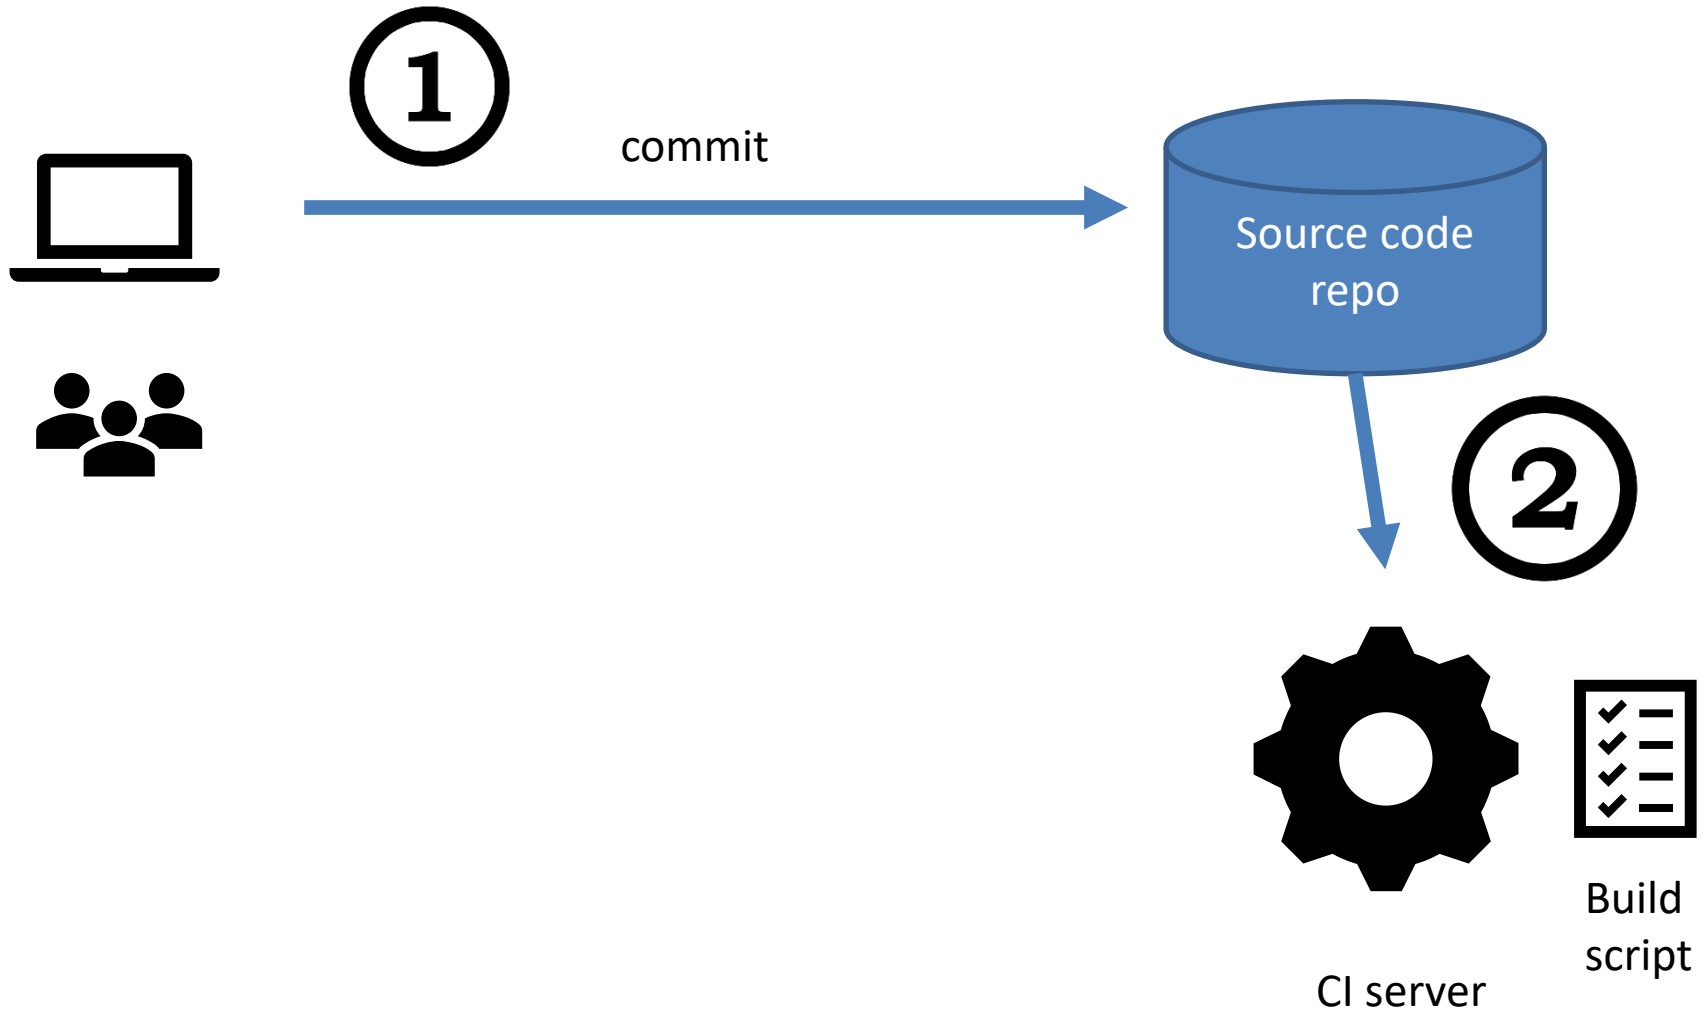 1
commit
Source code
repo
2
Build
script
CI server